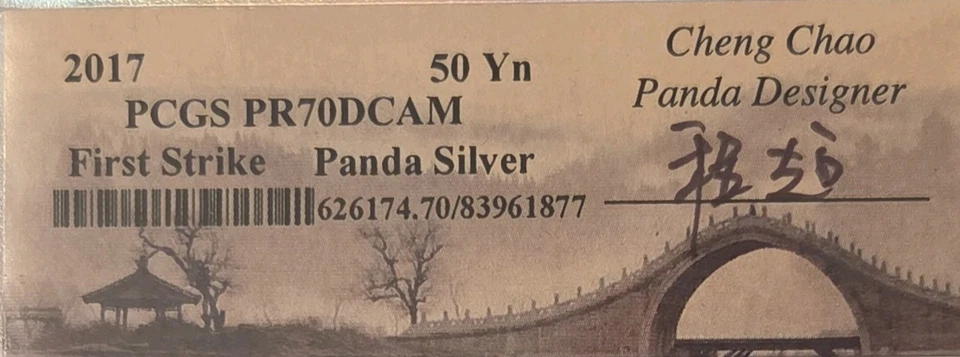 2017 50 Yn
PCGS PR70DCAM
First Strike Panda Silver
626174.70/83961877
Cheng Chao
Panda Designer
程超